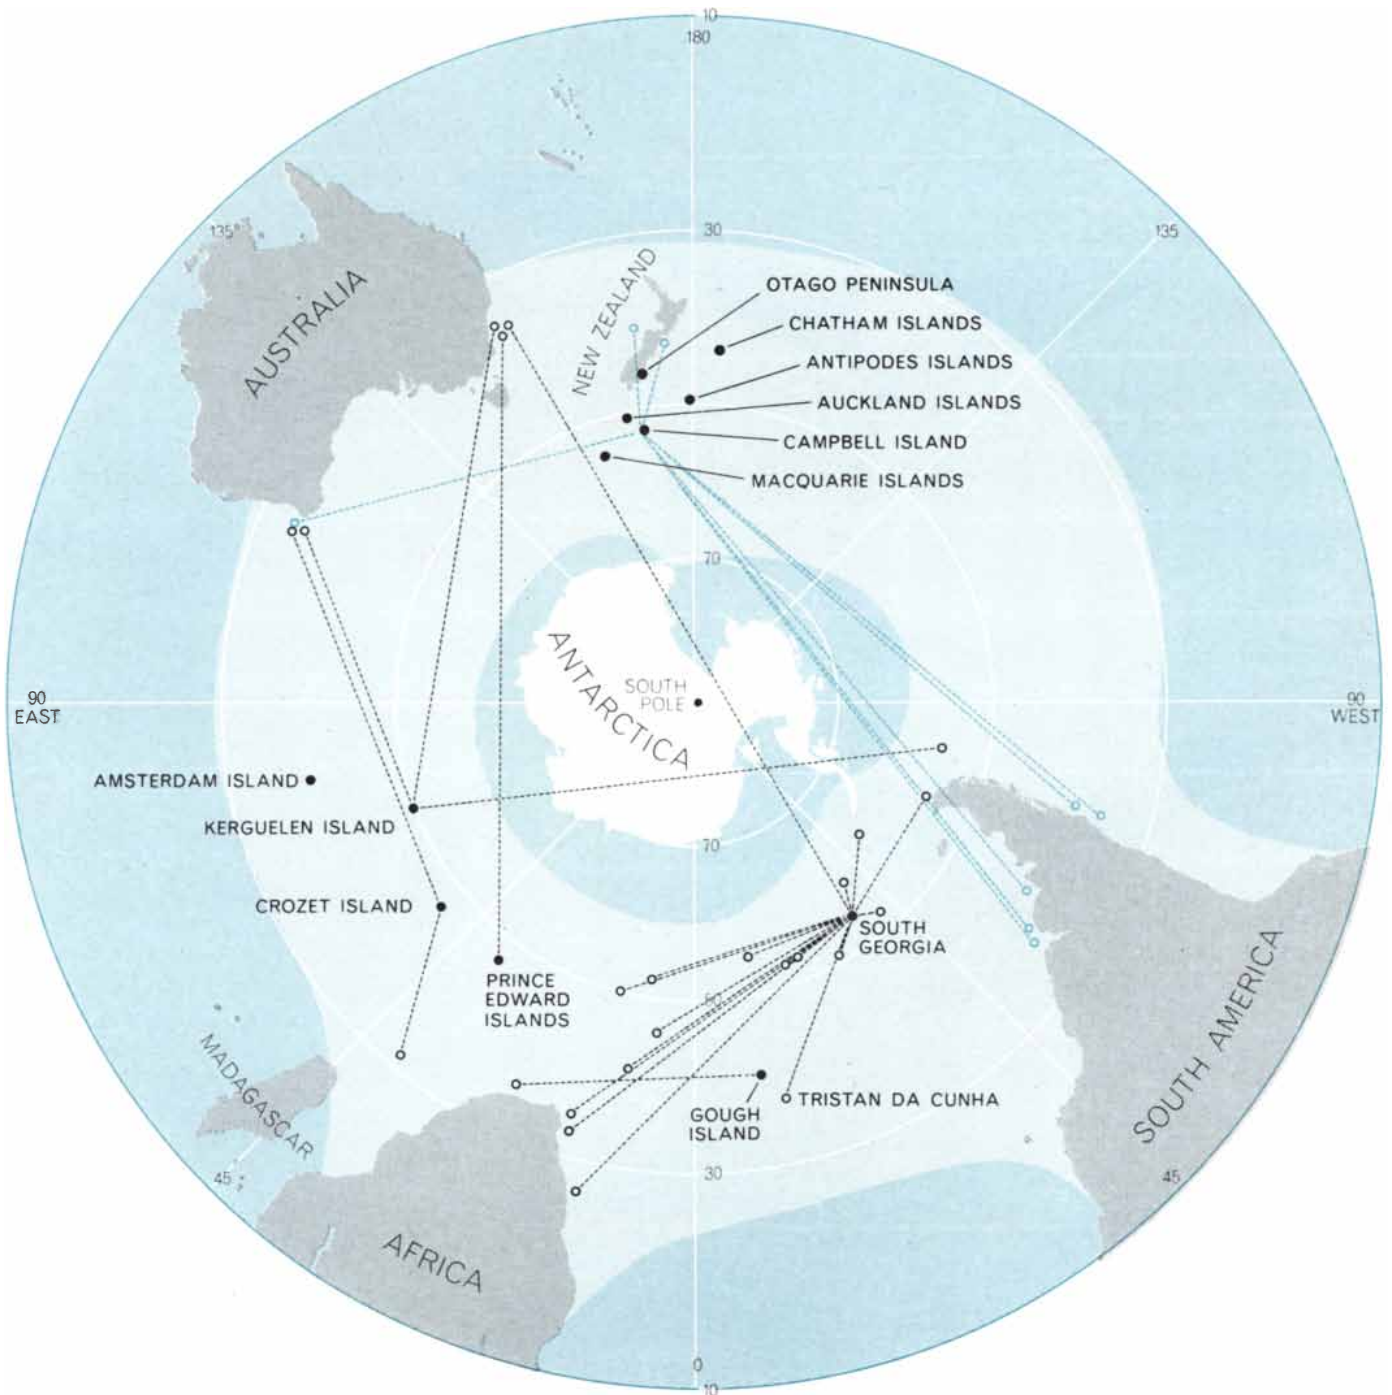 10
180
135°
AUSTRALIA
NEW ZEALAND
30
135
OTAGO PENINSULA
CHATHAM ISLANDS
ANTIPODES ISLANDS
AUCKLAND ISLANDS
CAMPBELL ISLAND
MACQUARIE ISLANDS
70
ANTARCTICA
SOUTH
POLE
90
EAST
90
WEST
AMSTERDAM ISLAND
KERGUELEN ISLAND
70
CROZET ISLAND
SOUTH
GEORGIA
PRINCE
EDWARD
ISLANDS
50
MADAGASCAR
GOUGH
ISLAND
TRISTAN DA CUNHA
SOUTH AMERICA
45
30
45
AFRICA
0
10